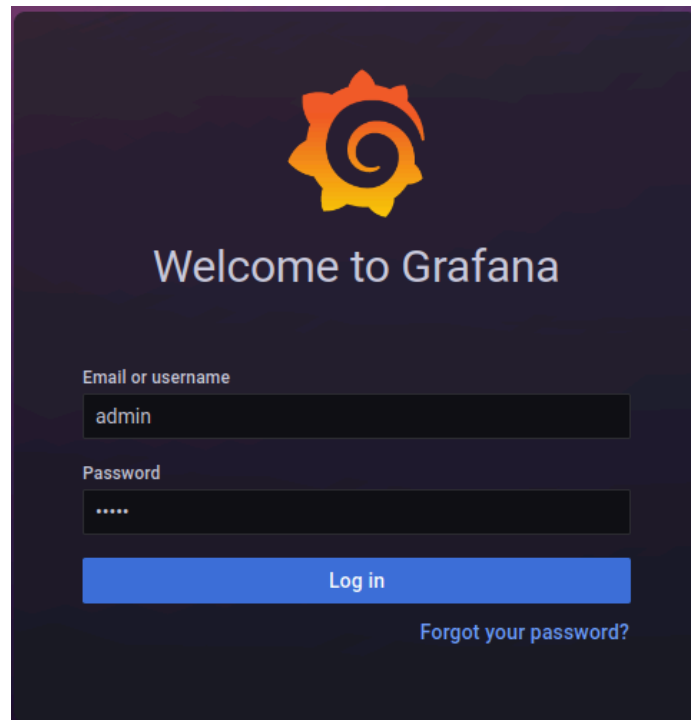 Welcome to Grafana
Email or username
admin
Password
•••••
Log in
Forgot your password?